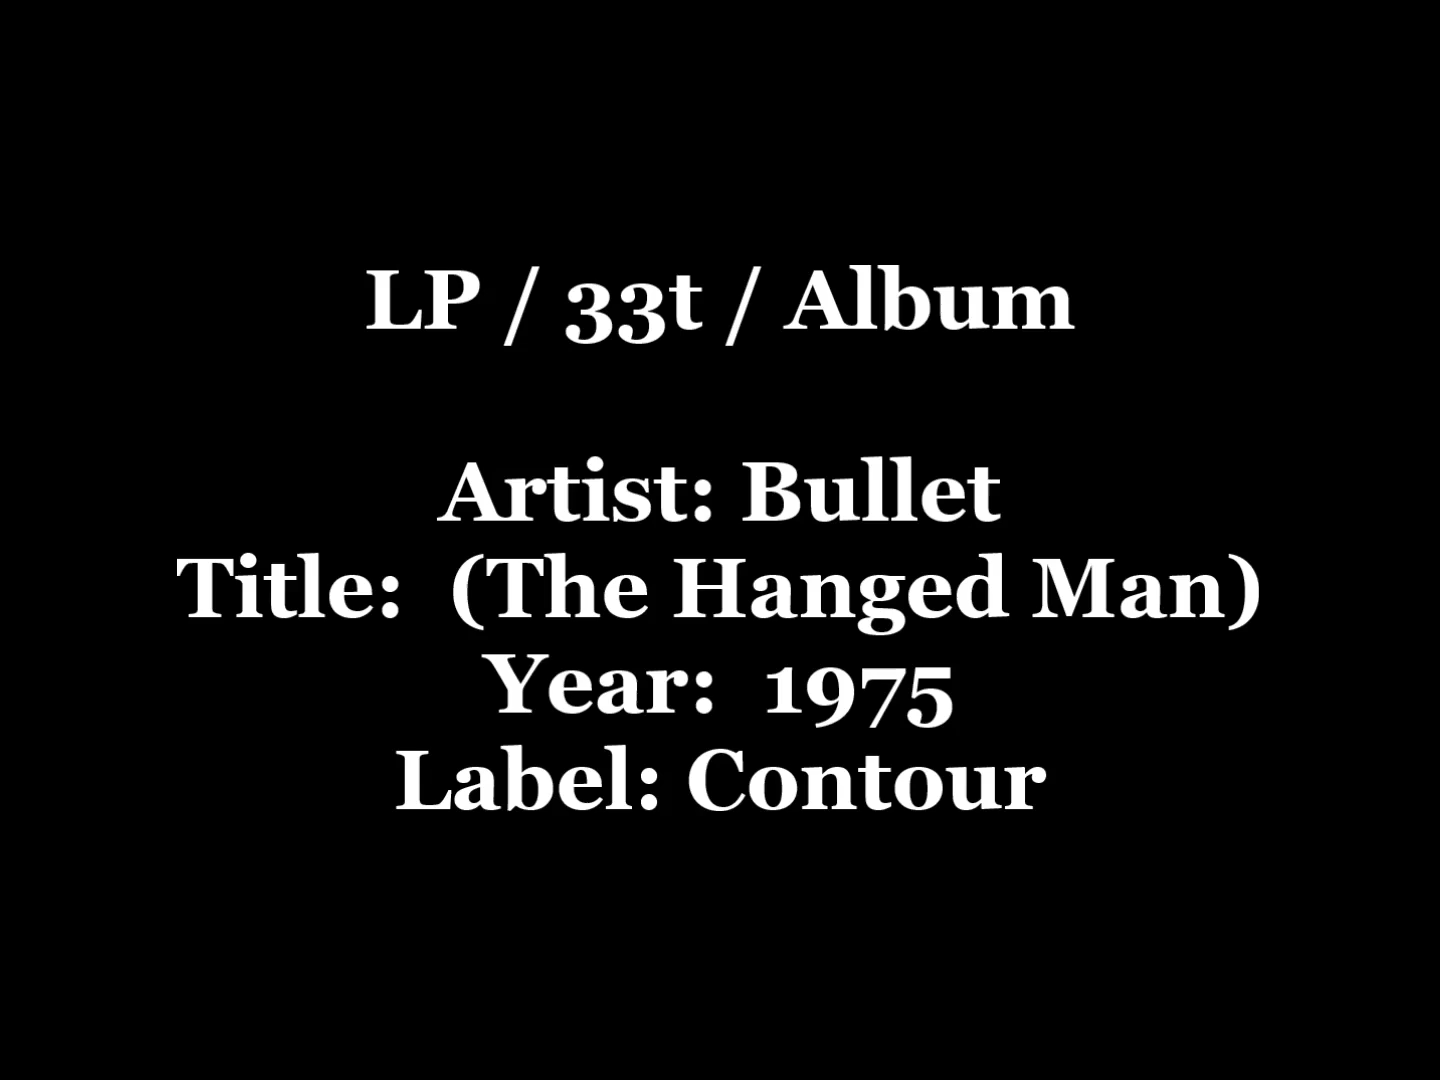 LP / 33t / Album
Artist: Bullet
Title:  (The Hanged Man)
Year:  1975
Label: Contour